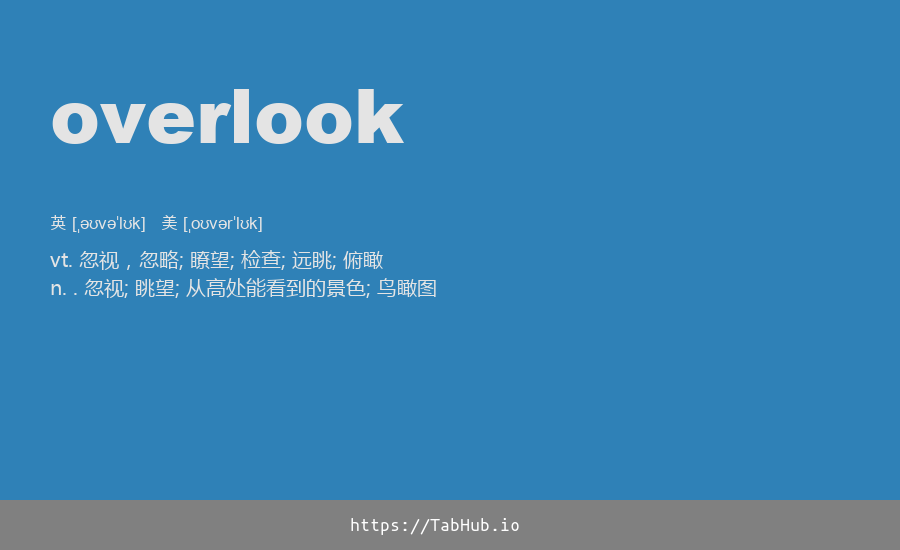 overlook
英 [ˌəʊvəˈlʊk] 美 [ˌoʊvərˈlʊk]
vt. 忽视，忽略; 瞭望; 检查; 远眺; 俯瞰
n. . 忽视; 眺望; 从高处能看到的景色; 鸟瞰图
https://TabHub.io